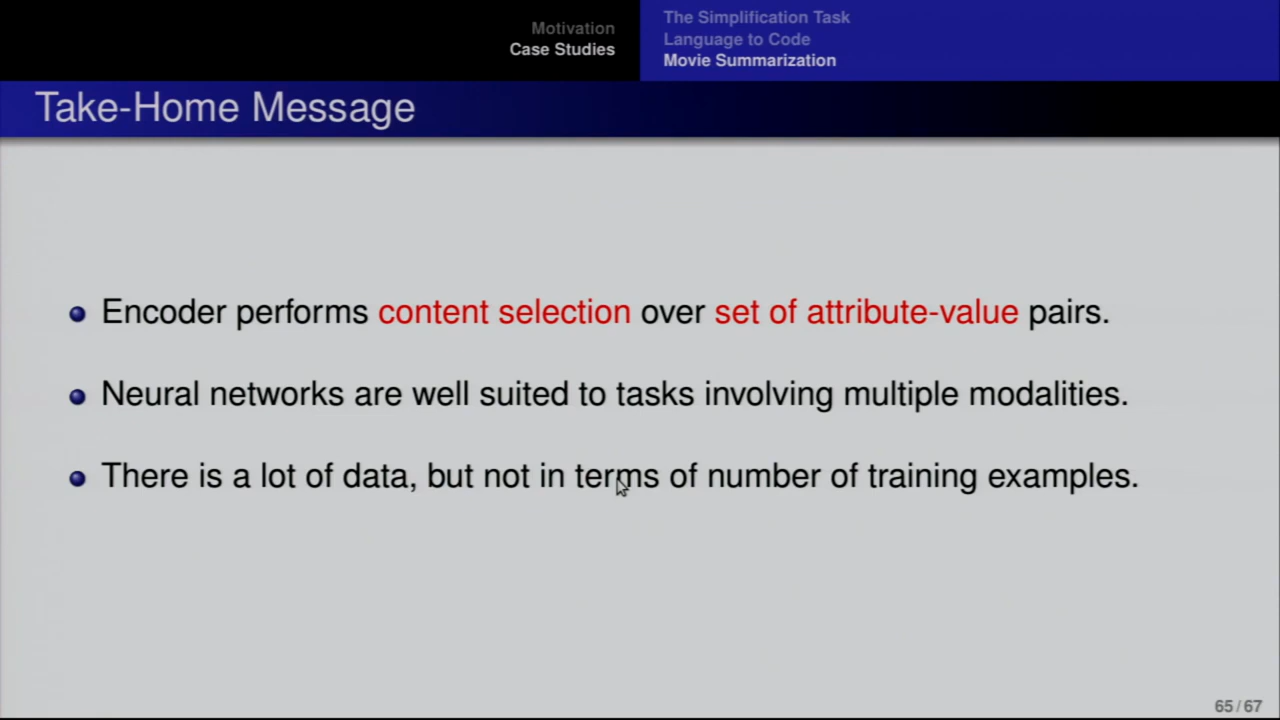 Motivation
Case Studies
The Simplification Task
Language to Code
Movie Summarization
Take-Home Message
Encoder performs content selection over set of attribute-value pairs.
Neural networks are well suited to tasks involving multiple modalities.
There is a lot of data, but not in terms of number of training examples.
65 / 67